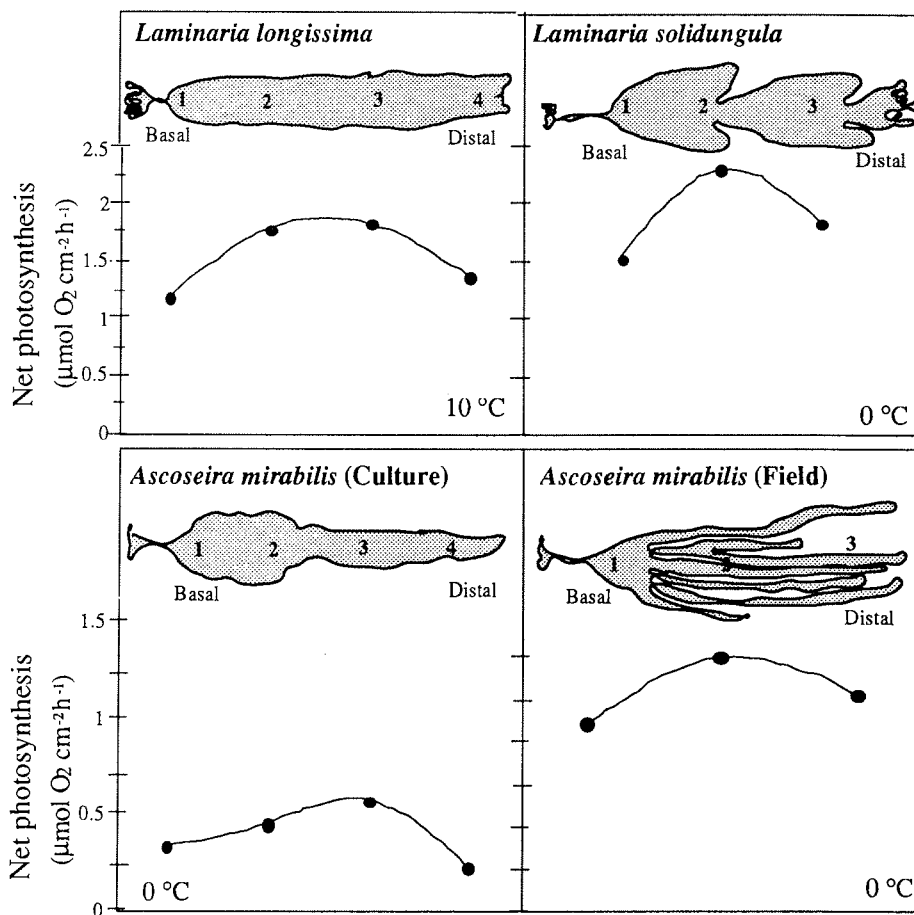 Laminaria longissima
1 2 3 4
Basal
Distal
2.5
2
1.5
1
0.5
0
Net photosynthesis
(µmol O2 cm-2h-1)
10 °C
Laminaria solidungula
1 2 3
Basal
Distal
0 °C
Ascoseira mirabilis (Culture)
1 2 3 4
Basal
Distal
1.5
1
0.5
0
Net photosynthesis
(µmol O2 cm-2h-1)
0 °C
Ascoseira mirabilis (Field)
1 3
Basal
Distal
0 °C